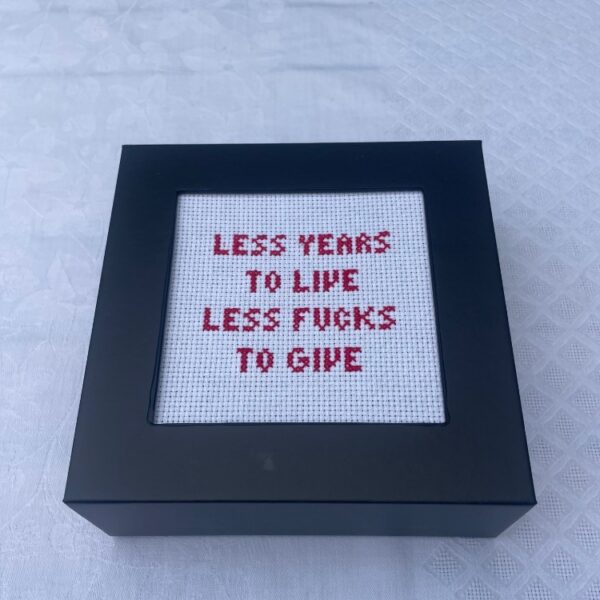 LESS YEARS
TO LIVE
LESS FUCKS
TO GIVE